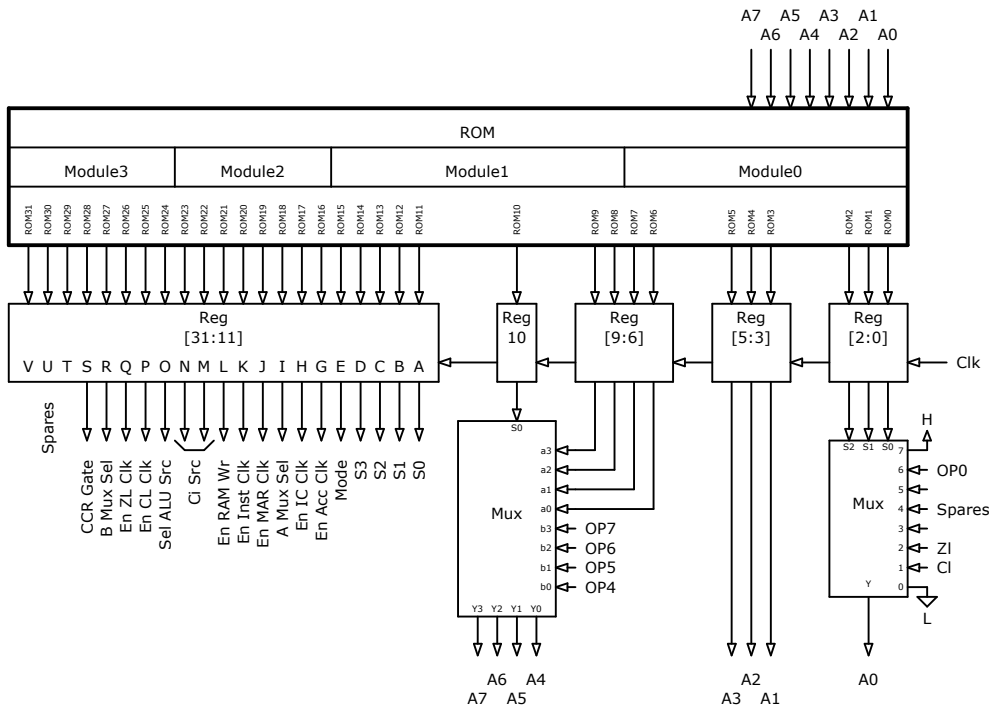 A7 A5 A3 A1
A6 A4 A2 A0
ROM
Module3 Module2 Module1 Module0
ROM31 ROM30 ROM29 ROM28 ROM27 ROM26 ROM25 ROM24 ROM23 ROM22 ROM21 ROM20 ROM19 ROM18 ROM17 ROM16 ROM15 ROM14 ROM13 ROM12 ROM11 ROM10 ROM9 ROM8 ROM7 ROM6 ROM5 ROM4 ROM3 ROM2 ROM1 ROM0
Reg Reg Reg Reg Reg
[31:11] 10 [9:6] [5:3] [2:0]
V U T S R Q P O N M L K J I H G E D C B A
Clk
Spares
CCR Gate
B Mux Sel
En ZL Clk
En CL Clk
Sel ALU Src
Ci Src
En RAM Wr
En Inst Clk
En MAR Clk
A Mux Sel
En IC Clk
En Acc Clk
Mode
S3
S2
S1
S0
S0
a3
a2
a1
a0
Mux
b3 OP7
b2 OP6
b1 OP5
b0 OP4
Y3 Y2 Y1 Y0
A6 A4
A7 A5
A2
A3 A1
S2 S1 S0
H
7
6 OP0
5
Mux
4 Spares
3
2 Zl
1 Cl
Y 0
L
A0